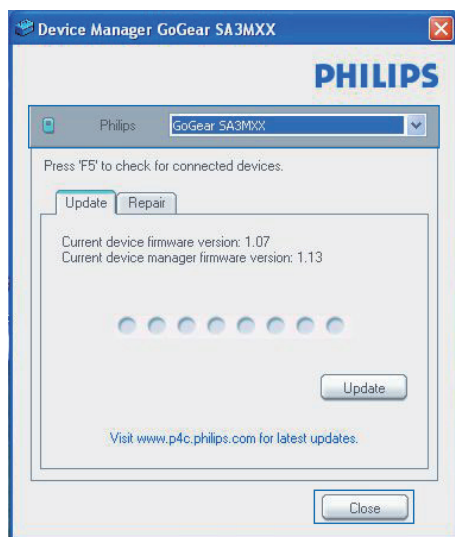 Device Manager GoGear SA3MXX
PHILIPS
Philips GoGear SA3MXX
Press 'F5' to check for connected devices.
Update Repair
Current device firmware version: 1.07
Current device manager firmware version: 1.13
Update
Visit www.p4c.philips.com for latest updates.
Close